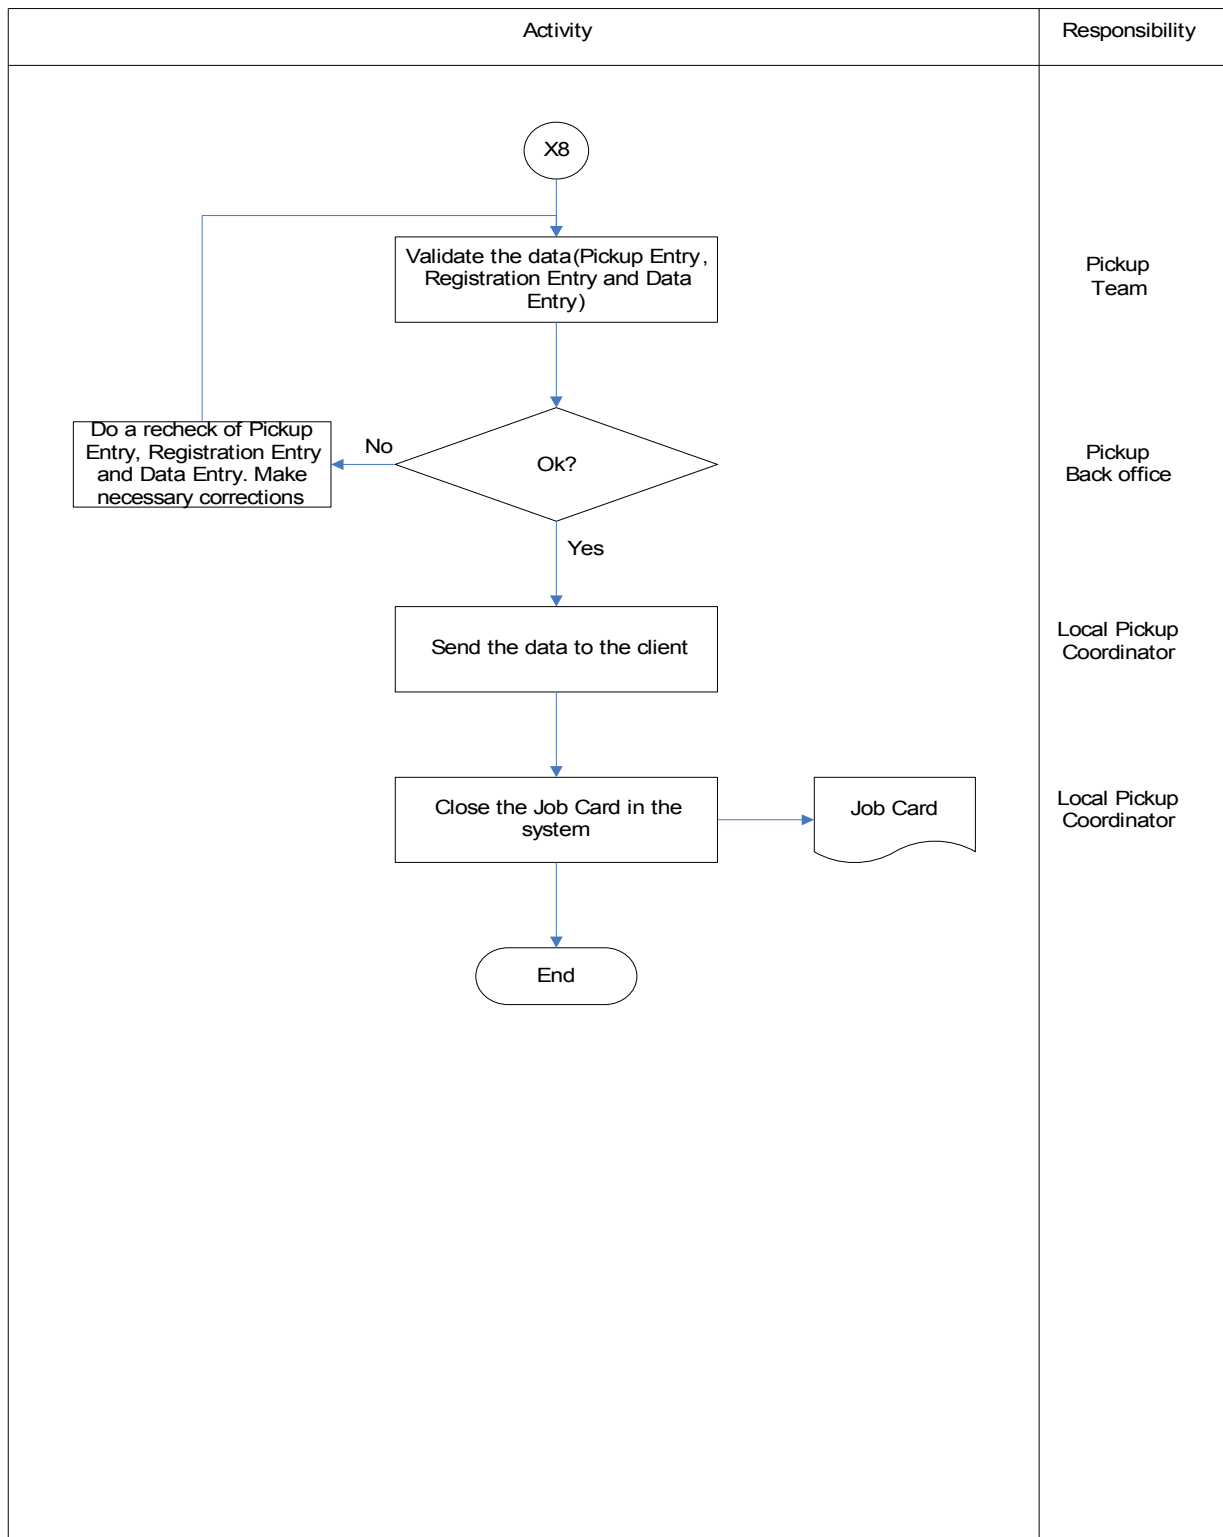 Activity
Responsibility
X8
Validate the data(Pickup Entry,
Registration Entry and Data
Entry)
Pickup
Team
Do a recheck of Pickup
Entry, Registration Entry
and Data Entry. Make
necessary corrections
No
Ok?
Pickup
Back office
Yes
Send the data to the client
Local Pickup
Coordinator
Close the Job Card in the
system
Job Card
Local Pickup
Coordinator
End